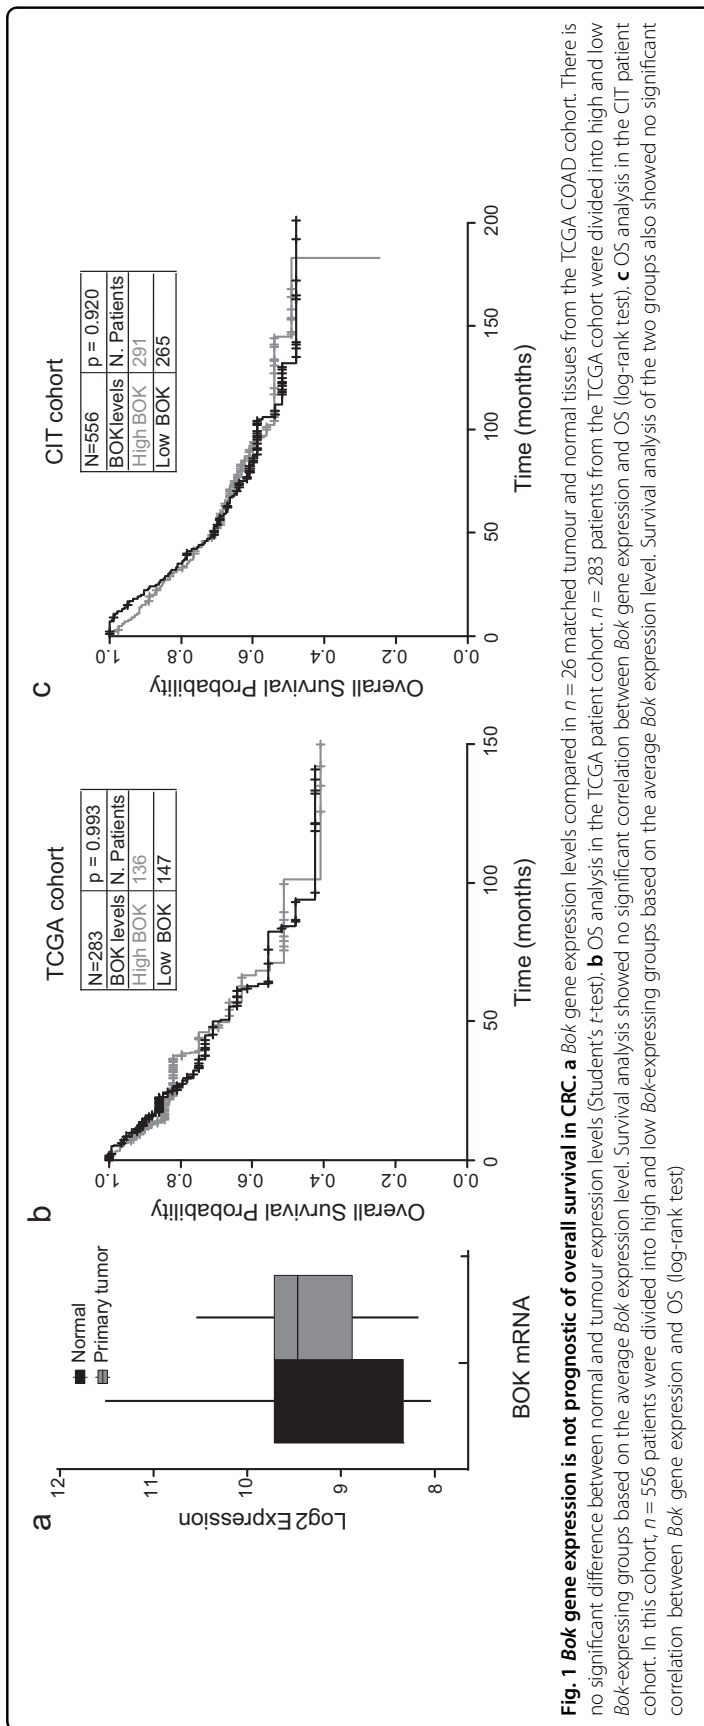 a
12
11
10
9
8
Log2 Expression
Normal
Primary tumor
BOK mRNA
b
TCGA cohort
N=283 p = 0.993
BOK levels N. Patients
High BOK 136
Low BOK 147
1.0
0.8
0.6
0.4
0.2
0.0
Overall Survival Probability
0 50 100 150
Time (months)
c
CIT cohort
N=556 p = 0.920
BOKlevels N. Patients
High BOK 291
Low BOK 265
1.0
0.8
0.6
0.4
0.2
0.0
Overall Survival Probability
0 50 100 150 200
Time (months)
Fig. 1 Bok gene expression is not prognostic of overall survival in CRC. a Bok gene expression levels compared in n = 26 matched tumour and normal tissues from the TCGA COAD cohort. There is
no significant difference between normal and tumour expression levels (Student's t-test). b OS analysis in the TCGA patient cohort. n = 283 patients from the TCGA cohort were divided into high and low
Bok-expressing groups based on the average Bok expression level. Survival analysis showed no significant correlation between Bok gene expression and OS (log-rank test). c OS analysis in the CIT patient
cohort. In this cohort, n = 556 patients were divided into high and low Bok-expressing groups based on the average Bok expression level. Survival analysis of the two groups also showed no significant
correlation between Bok gene expression and OS (log-rank test)